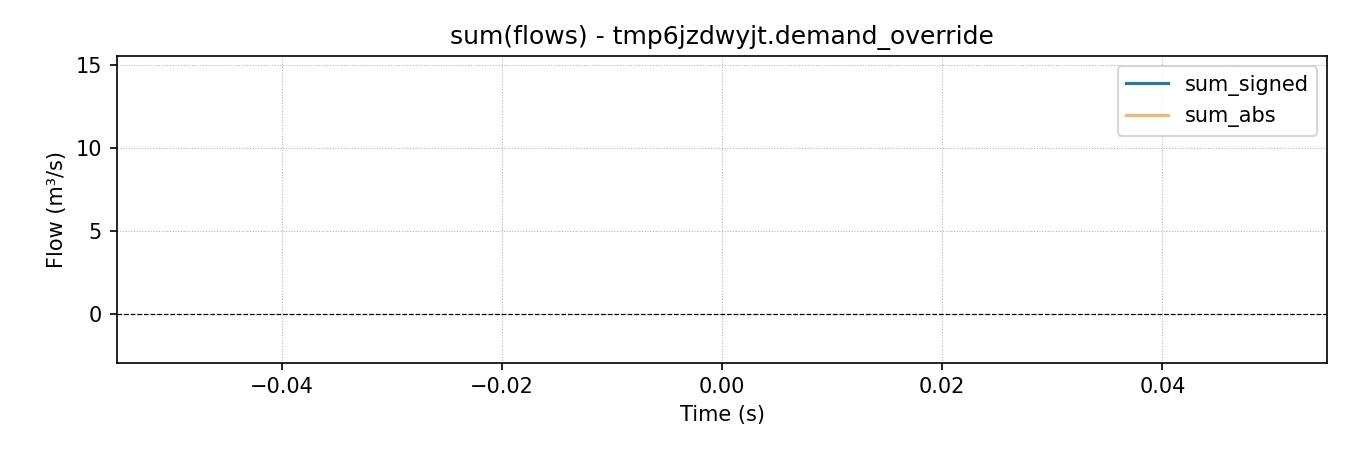 sum(flows) - tmp6jzdwyjt.demand_override
15
10
5
0
Flow (m³/s)
sum_signed
sum_abs
−0.04
−0.02
0.00
0.02
0.04
Time (s)